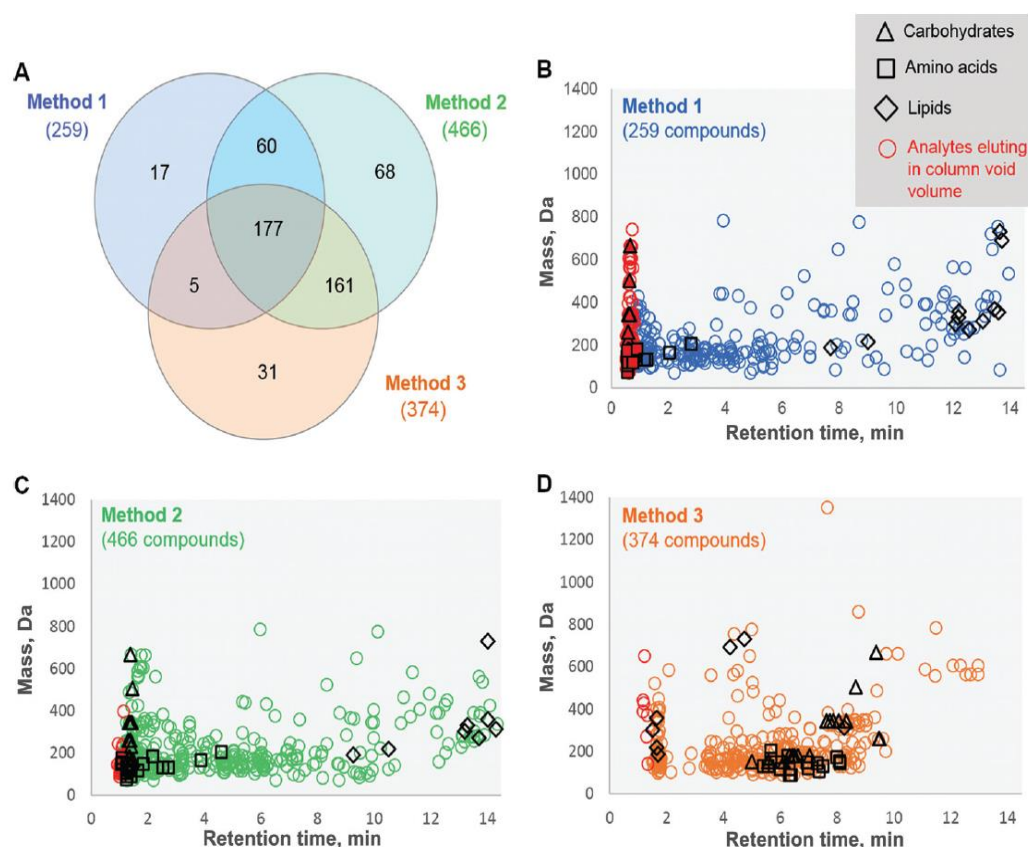 A
Method 1
(259)
Method 2
(466)
17
60
68
177
5
161
31
Method 3
(374)
B
Method 1
(259 compounds)
Carbohydrates
Amino acids
Lipids
Analytes eluting
in column void
volume
Mass, Da
1400
1200
1000
800
600
400
200
0
0 2 4 6 8 10 12 14
Retention time, min
C
Method 2
(466 compounds)
Mass, Da
1400
1200
1000
800
600
400
200
0
0 2 4 6 8 10 12 14
Retention time, min
D
Method 3
(374 compounds)
Mass, Da
1400
1200
1000
800
600
400
200
0
0 2 4 6 8 10 12 14
Retention time, min